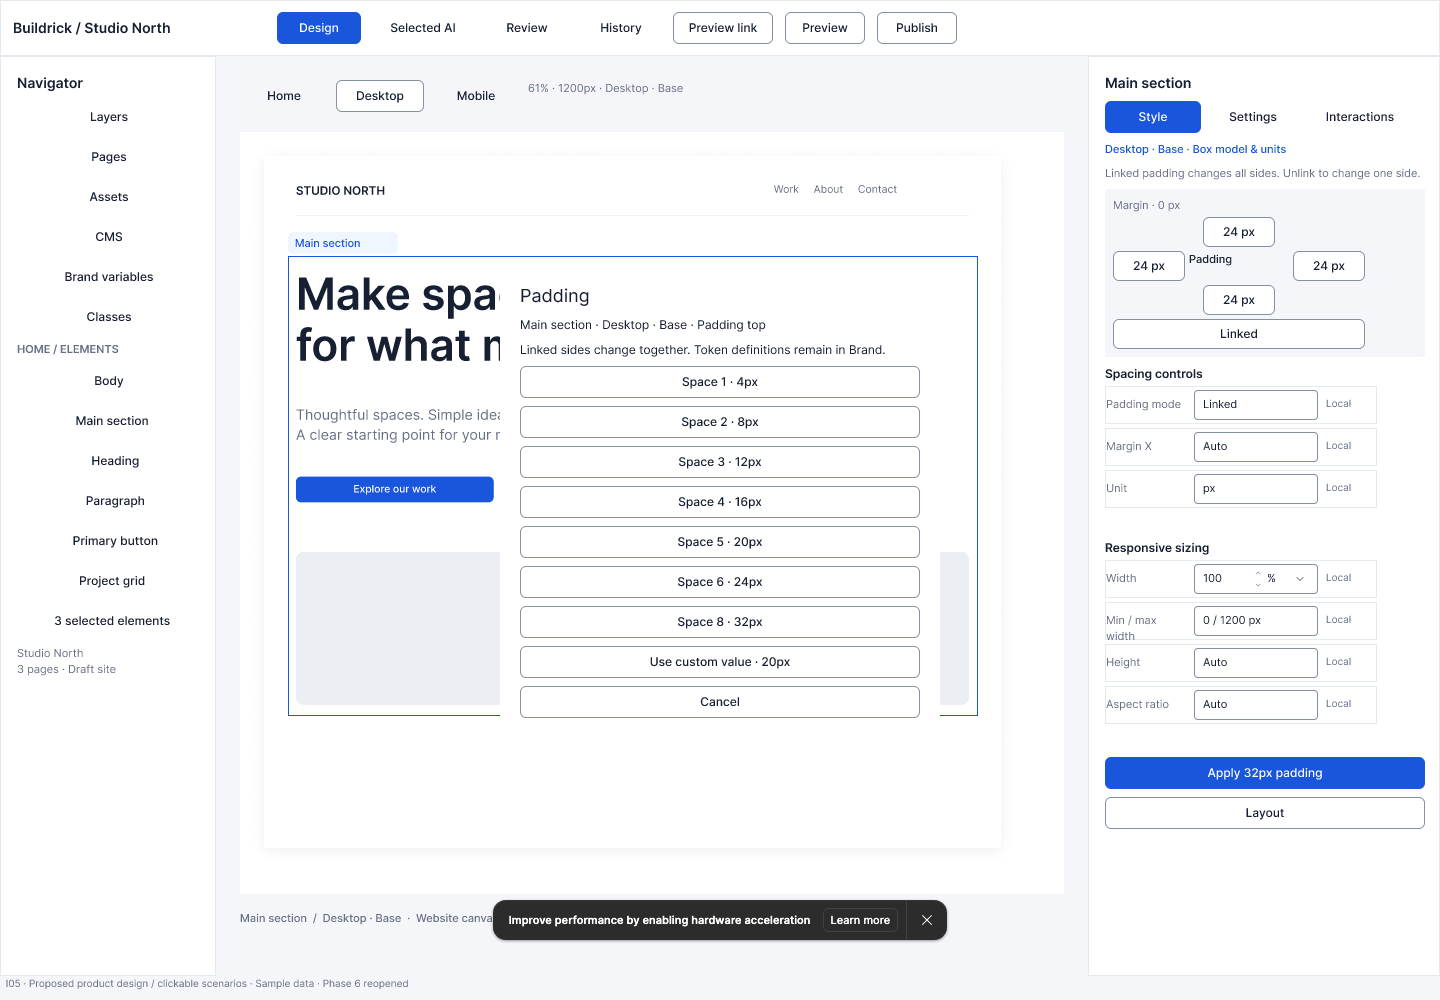 Buildrick / Studio North
Design
Selected AI
Review
History
Preview link
Preview
Publish
Navigator
Layers
Pages
Assets
CMS
Brand variables
Classes
HOME / ELEMENTS
Body
Main section
Heading
Paragraph
Primary button
Project grid
3 selected elements
Studio North
3 pages · Draft site
Home
Desktop
Mobile
61% · 1200px · Desktop · Base
STUDIO NORTH
Work
About
Contact
Main section
Make spa
for what
Thoughtful spaces. Simple
A clear starting point for your
Explore our work
Padding
Main section · Desktop · Base · Padding top
Linked sides change together. Token definitions remain in Brand.
Space 1 · 4px
Space 2 · 8px
Space 3 · 12px
Space 4 · 16px
Space 5 · 20px
Space 6 · 24px
Space 8 · 32px
Use custom value · 20px
Cancel
Main section / Desktop · Base · Website canva
Improve performance by enabling hardware acceleration
Learn more
Main section
Style
Settings
Interactions
Desktop · Base · Box model & units
Linked padding changes all sides. Unlink to change one side.
Margin · 0 px
24 px
24 px
Padding
24 px
24 px
Linked
Spacing controls
Padding mode
Linked
Local
Margin X
Auto
Local
Unit
px
Local
Responsive sizing
Width
100
%
Local
Min / max
width
0 / 1200 px
Local
Height
Auto
Local
Aspect ratio
Auto
Local
Apply 32px padding
Layout
I05 · Proposed product design / clickable scenarios · Sample data · Phase 6 reopened